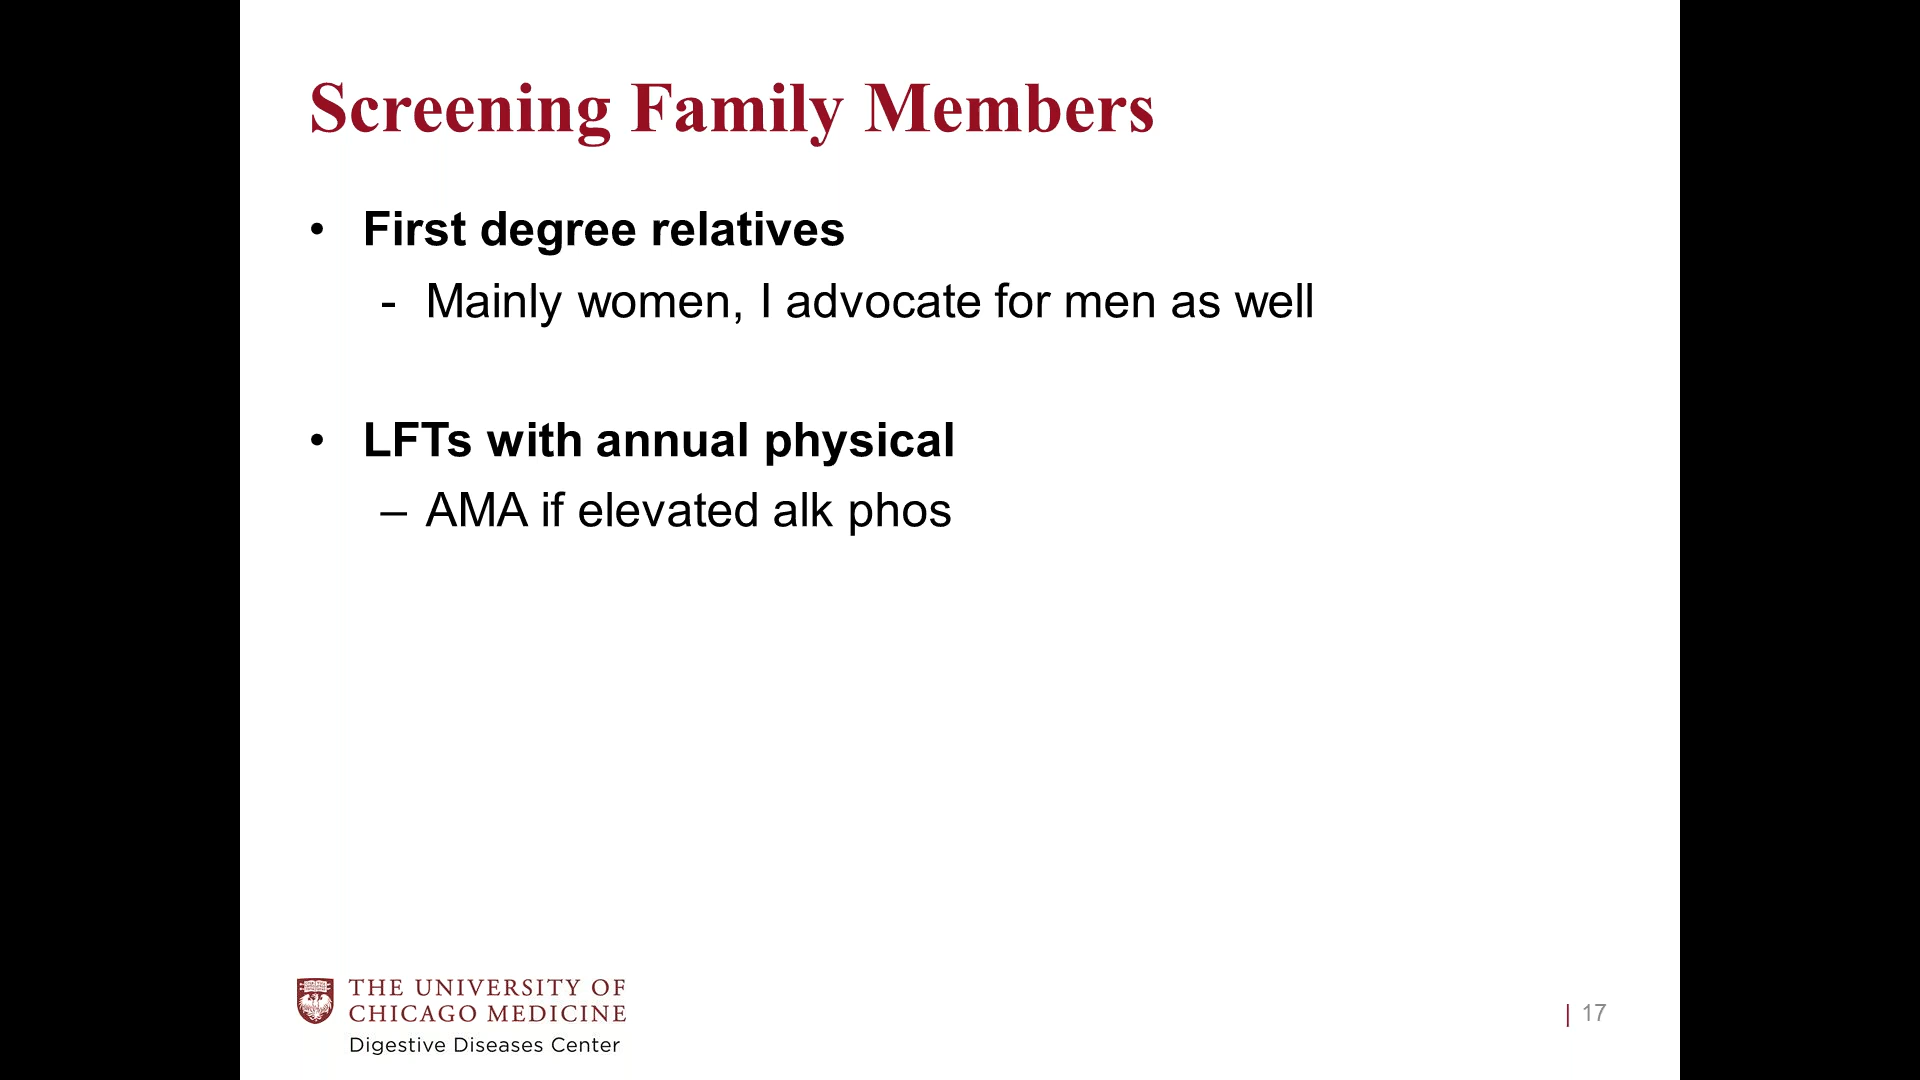 Screening Family Members
• First degree relatives
- Mainly women, I advocate for men as well
• LFTs with annual physical
– AMA if elevated alk phos
THE UNIVERSITY OF
CHICAGO MEDICINE
Digestive Diseases Center
| 17